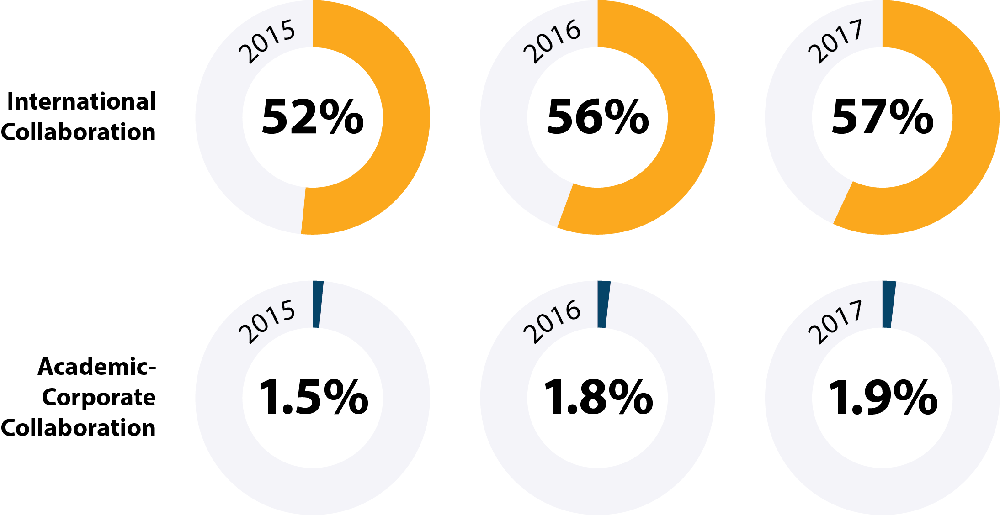 2015
2016
2017
International
Collaboration
52%
56%
57%
2015
2016
2017
Academic-
Corporate
Collaboration
1.5%
1.8%
1.9%